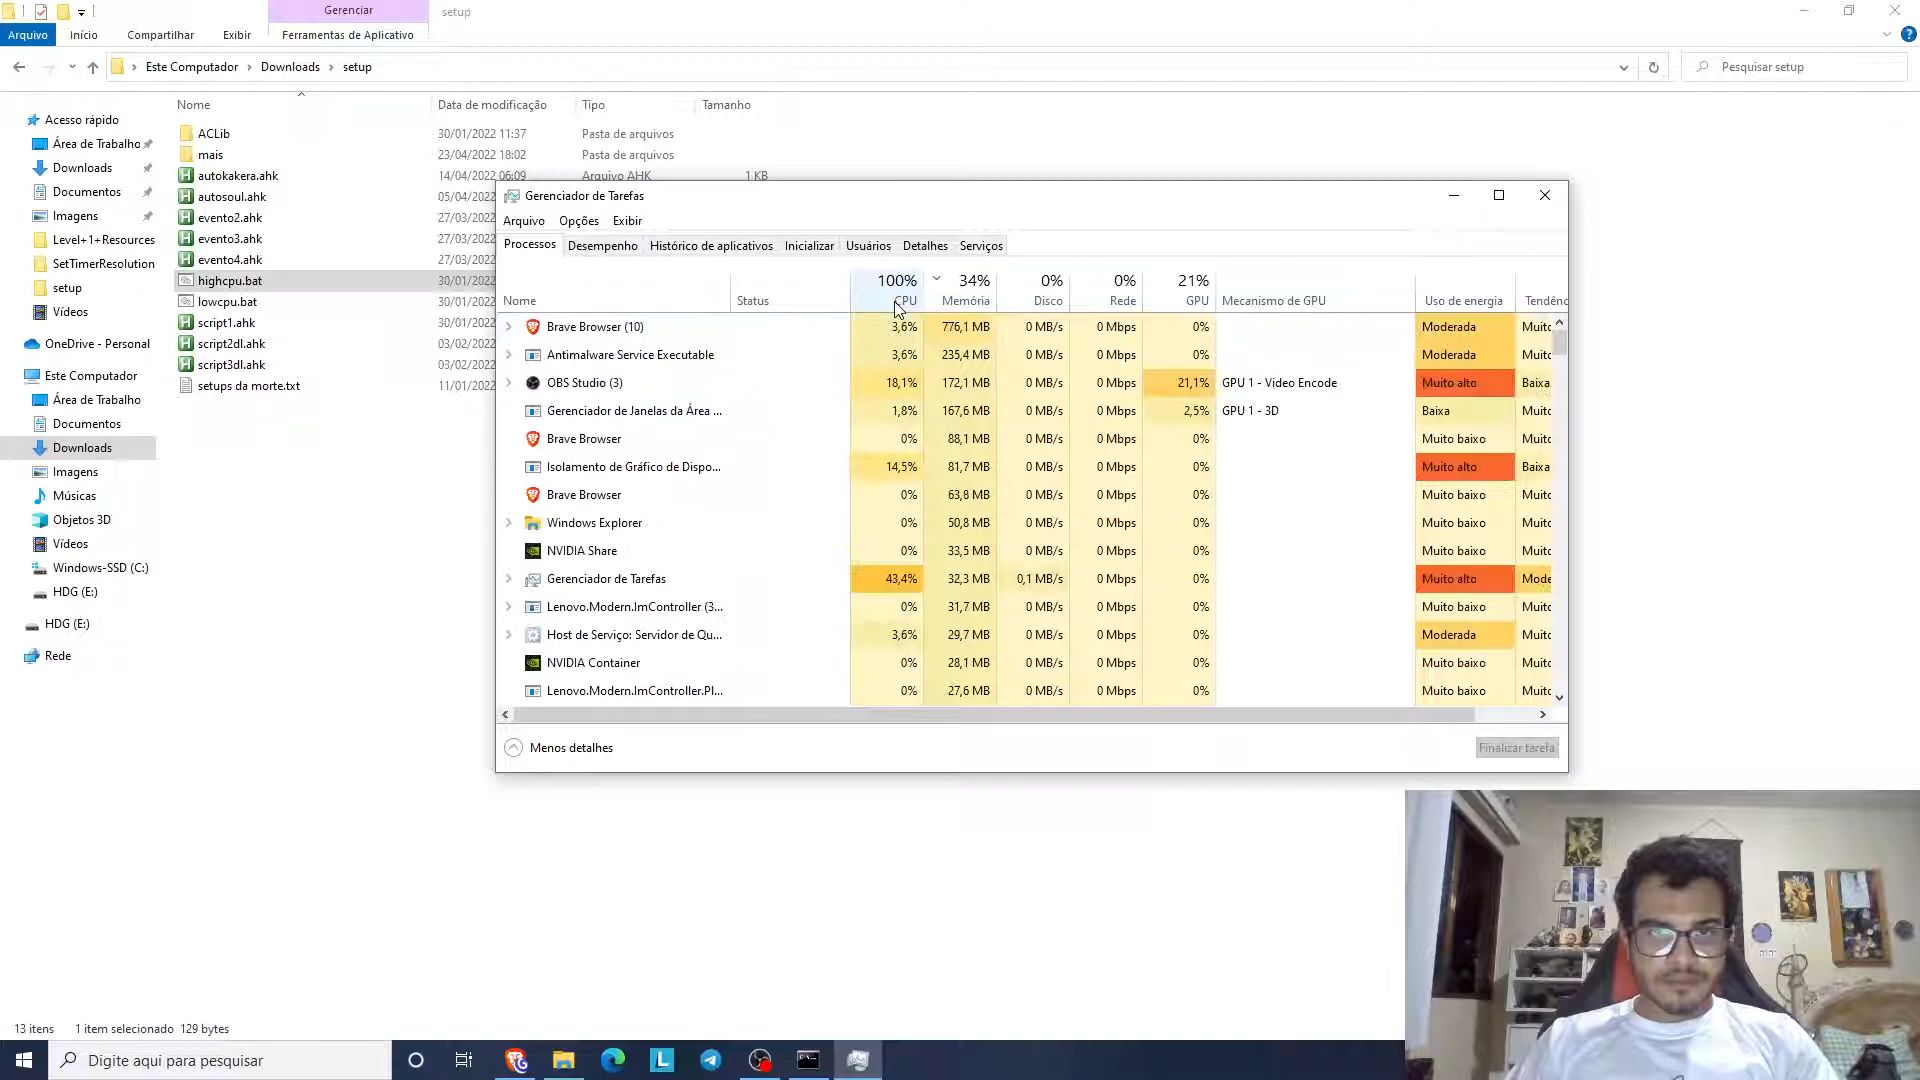 Gerenciar
setup
Arquivo
Início
Compartilhar
Exibir
Ferramentas de Aplicativo
Este Computador > Downloads > setup
Pesquisar setup
Nome
Data de modificação
Tipo
Tamanho
Acesso rápido
Área de Trabalho
Downloads
Documentos
Imagens
Level+1+Resources
SetTimerResolution
setup
Vídeos
OneDrive - Personal
Este Computador
Área de Trabalho
Documentos
Downloads
Imagens
Músicas
Objetos 3D
Vídeos
Windows-SSD (C:)
HDG (E:)
HDG (E:)
Rede
ACLib 30/01/2022 11:37 Pasta de arquivos
mais 23/04/2022 18:02 Pasta de arquivos
autokakera.ahk 14/04/2022 06:09 Arquivo AHK 1 KB
autosoul.ahk 05/04/2022
evento2.ahk 27/03/2022
evento3.ahk 27/03/2022
evento4.ahk 27/03/2022
highcpu.bat 30/01/2022
lowcpu.bat 30/01/2022
script1.ahk 30/01/2022
script2dl.ahk 03/02/2022
script3dl.ahk 03/02/2022
setups da morte.txt 11/01/2022
Gerenciador de Tarefas
Arquivo Opções Exibir
Processos Desempenho Histórico de aplicativos Inicializar Usuários Detalhes Serviços
100% 34% 0% 0% 21%
Nome Status CPU Memória Disco Rede GPU Mecanismo de GPU Uso de energia Tendênc
Brave Browser (10) 3,6% 776,1 MB 0 MB/s 0 Mbps 0% Moderada Muito
Antimalware Service Executable 3,6% 235,4 MB 0 MB/s 0 Mbps 0% Moderada Muito
OBS Studio (3) 18,1% 172,1 MB 0 MB/s 0 Mbps 21,1% GPU 1 - Video Encode Muito alto Baixa
Gerenciador de Janelas da Área ... 1,8% 167,6 MB 0 MB/s 0 Mbps 2,5% GPU 1 - 3D Baixa Muito
Brave Browser 0% 88,1 MB 0 MB/s 0 Mbps 0% Muito baixo Muito
Isolamento de Gráfico de Dispo... 14,5% 81,7 MB 0 MB/s 0 Mbps 0% Muito alto Baixa
Brave Browser 0% 63,8 MB 0 MB/s 0 Mbps 0% Muito baixo Muito
Windows Explorer 0% 50,8 MB 0 MB/s 0 Mbps 0% Muito baixo Muito
NVIDIA Share 0% 33,5 MB 0 MB/s 0 Mbps 0% Muito baixo Muito
Gerenciador de Tarefas 43,4% 32,3 MB 0,1 MB/s 0 Mbps 0% Muito alto Mode
Lenovo.Modern.ImController (3... 0% 31,7 MB 0 MB/s 0 Mbps 0% Muito baixo Muito
Host de Serviço: Servidor de Qu... 3,6% 29,7 MB 0 MB/s 0 Mbps 0% Moderada Muito
NVIDIA Container 0% 28,1 MB 0 MB/s 0 Mbps 0% Muito baixo Muito
Lenovo.Modern.ImController.Pl... 0% 27,6 MB 0 MB/s 0 Mbps 0% Muito baixo Muito
Menos detalhes
Finalizar tarefa
13 itens 1 item selecionado 129 bytes
Digite aqui para pesquisar